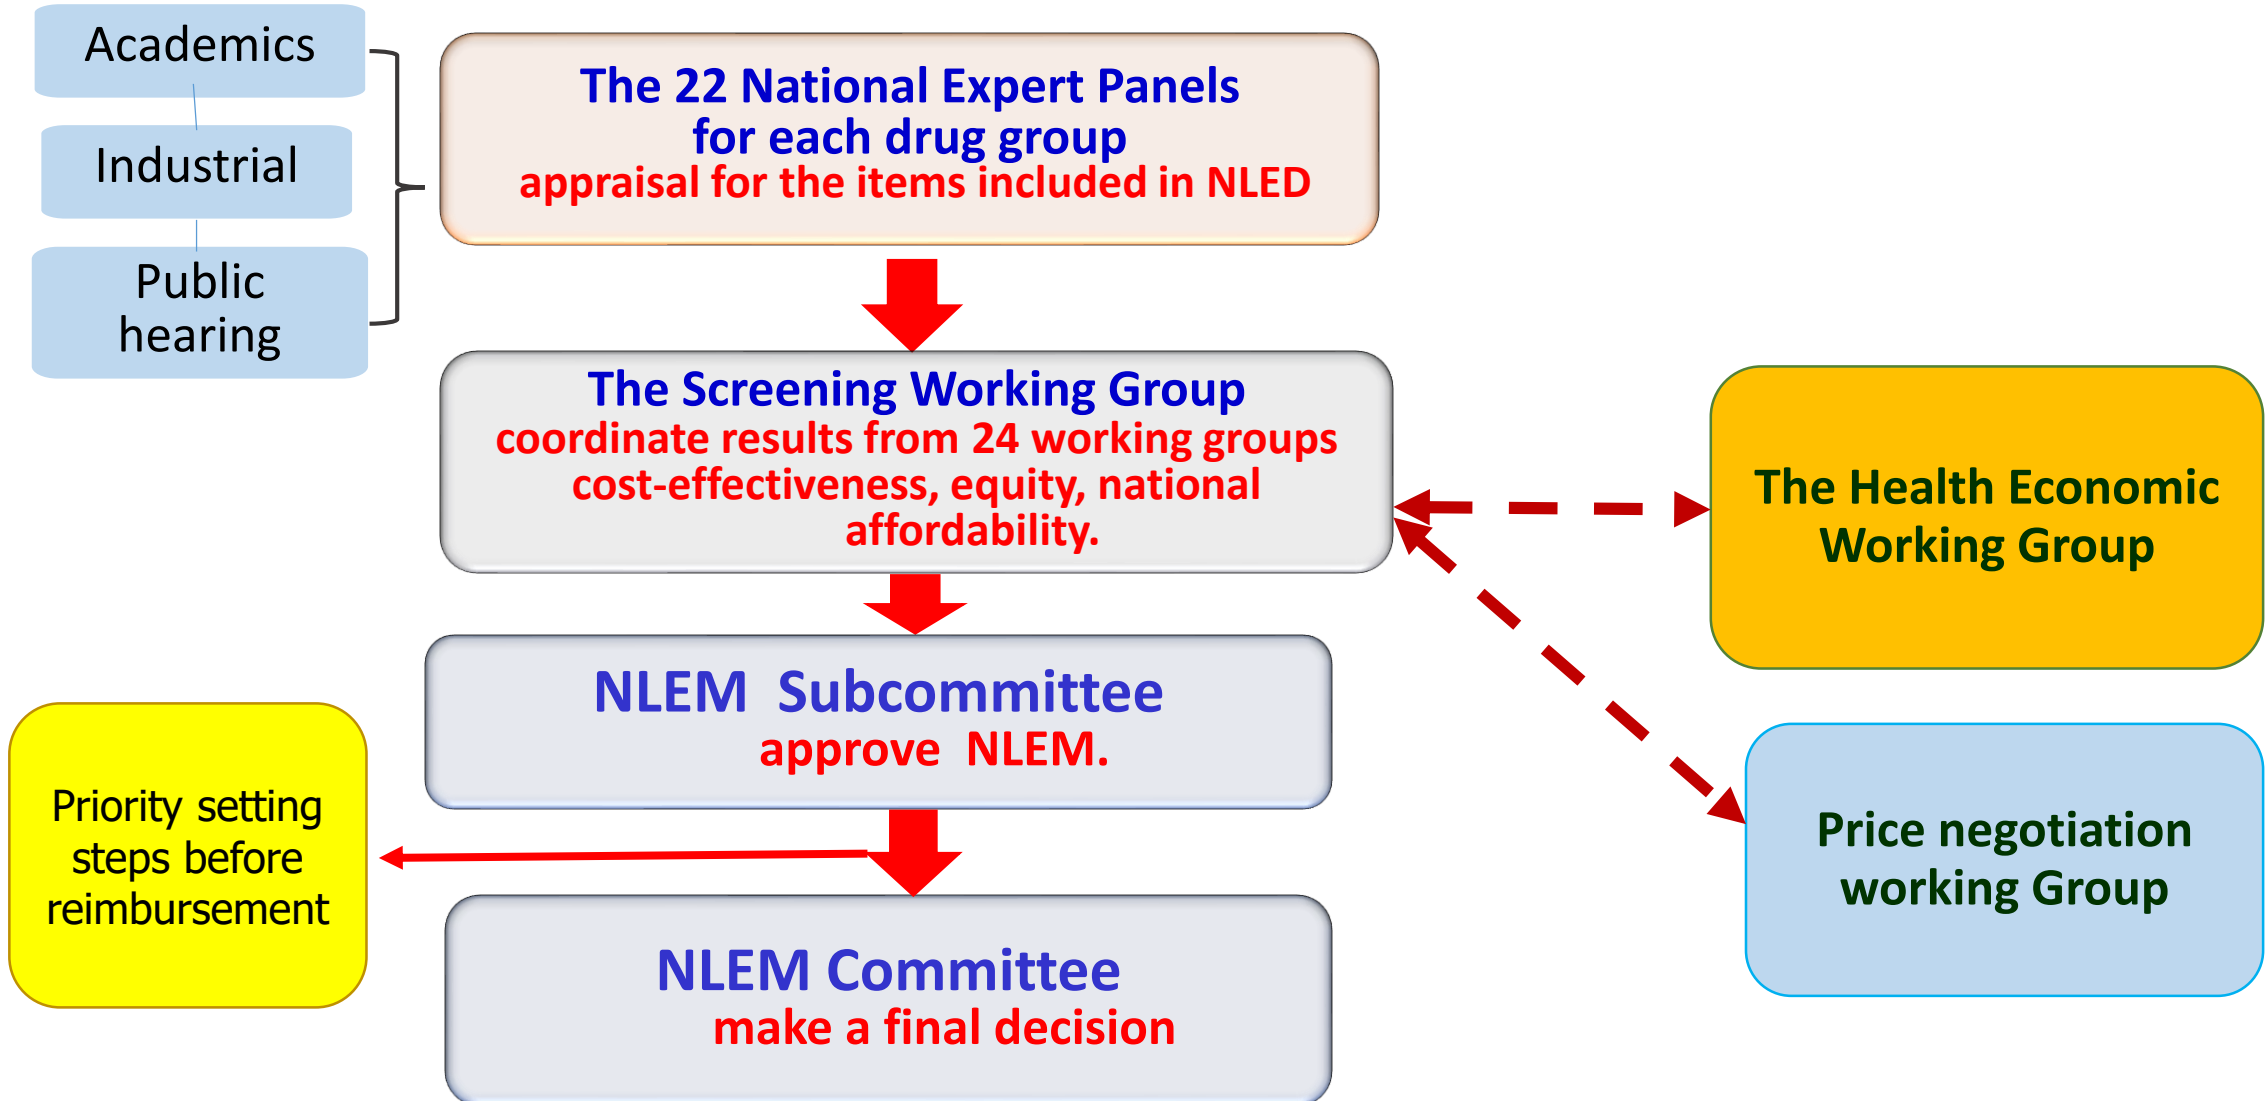 Academics
Industrial
Public
hearing
The 22 National Expert Panels
for each drug group
appraisal for the items included in NLED
The Screening Working Group
coordinate results from 24 working groups
cost-effectiveness, equity, national
affordability.
The Health Economic
Working Group
NLEM Subcommittee
approve NLEM.
Priority setting
steps before
reimbursement
Price negotiation
working Group
NLEM Committee
make a final decision